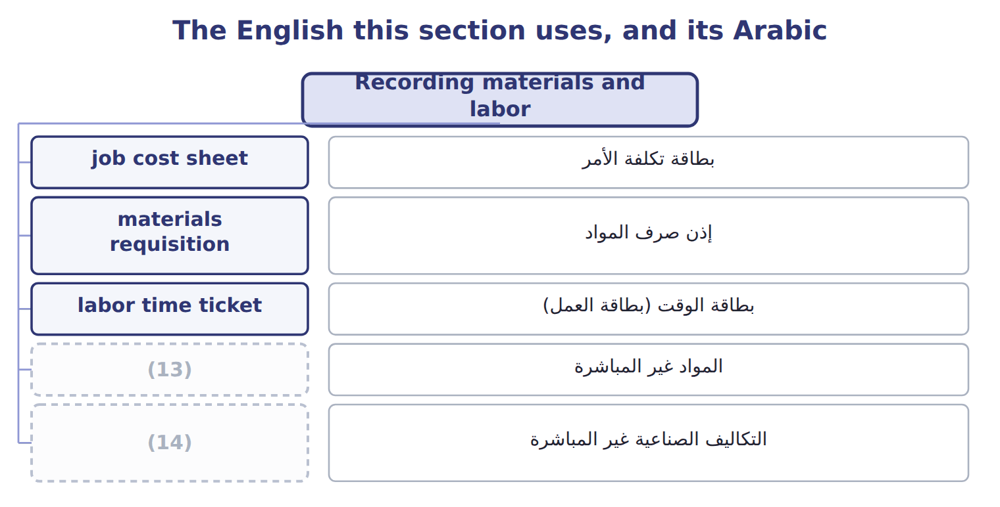 The English this section uses, and its Arabic
Recording materials and
labor
job cost sheet
بطاقة تكلفة الأمر
materials
requisition
إذن صرف المواد
labor time ticket
بطاقة الوقت (بطاقة العمل)
(13)
المواد غير المباشرة
(14)
التكاليف الصناعية غير المباشرة